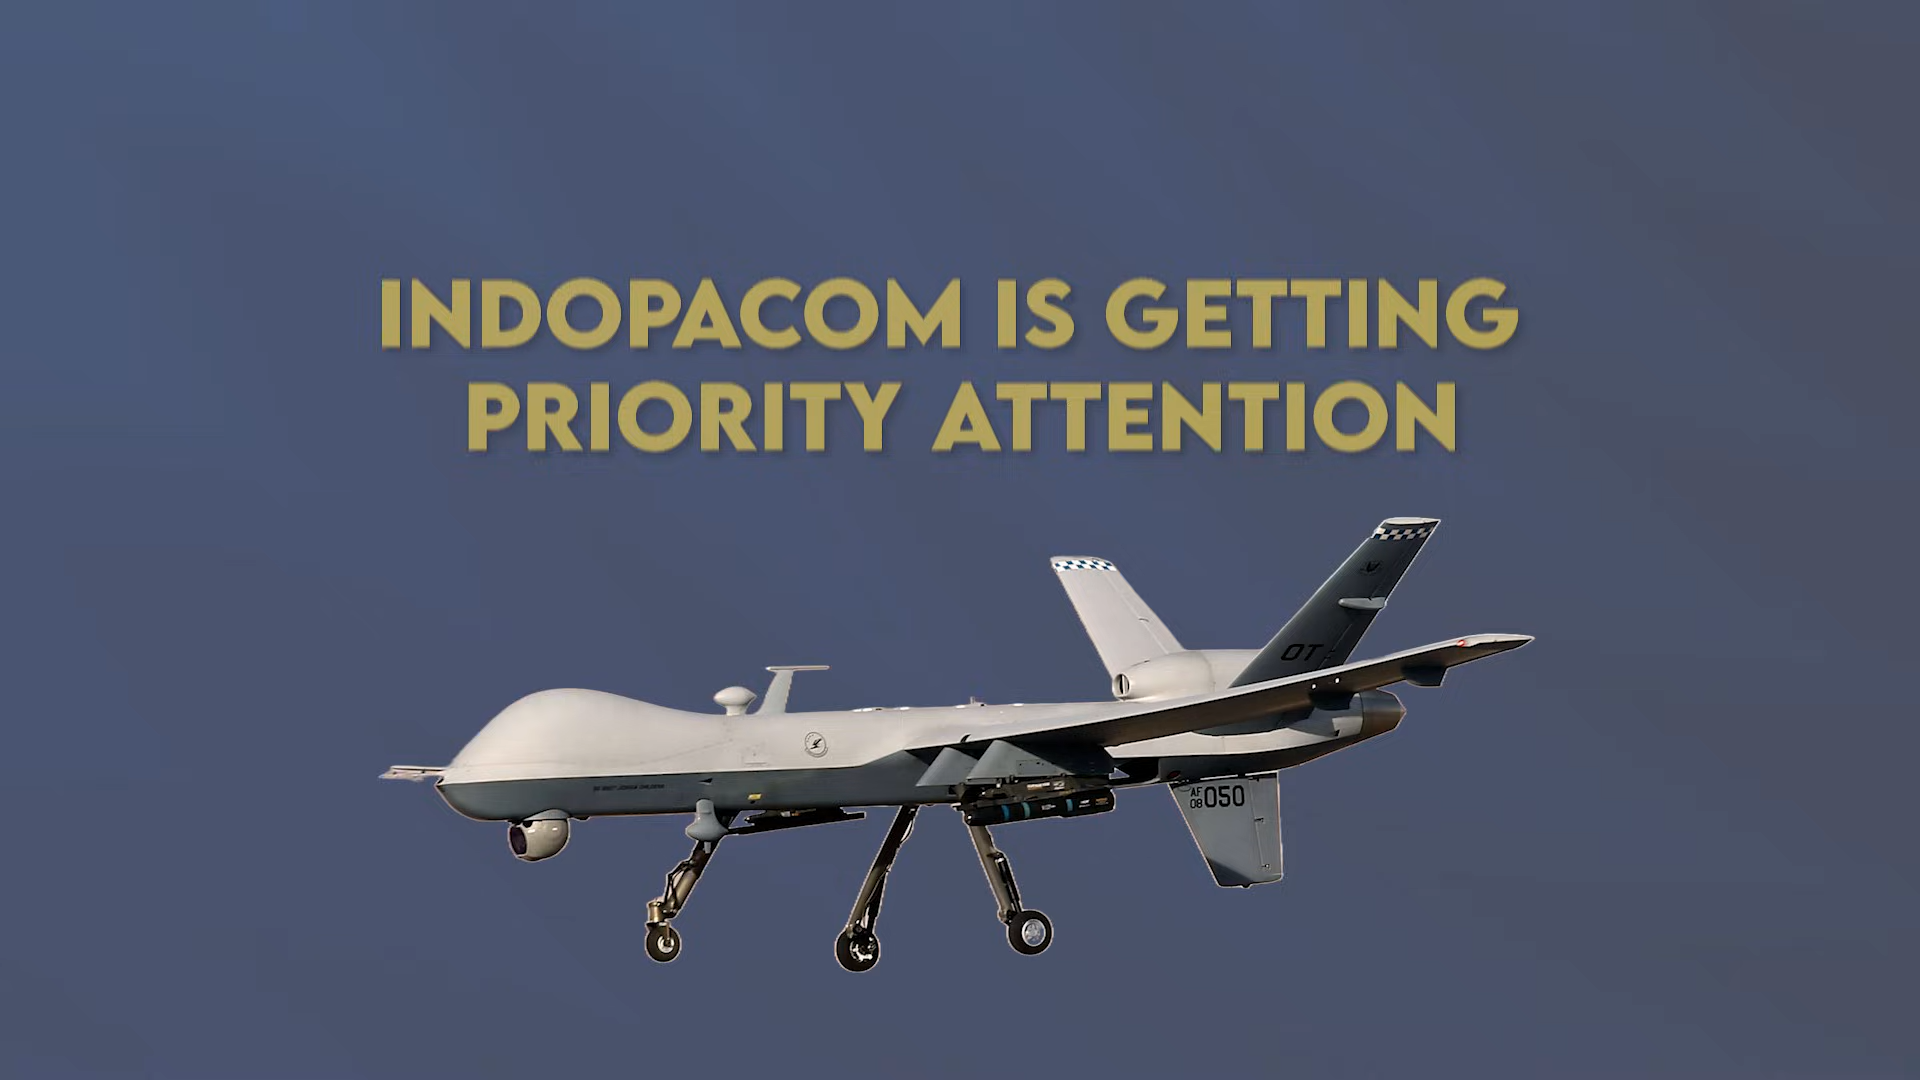 INDOPACOM IS GETTING
PRIORITY ATTENTION
OT
AF
08 050